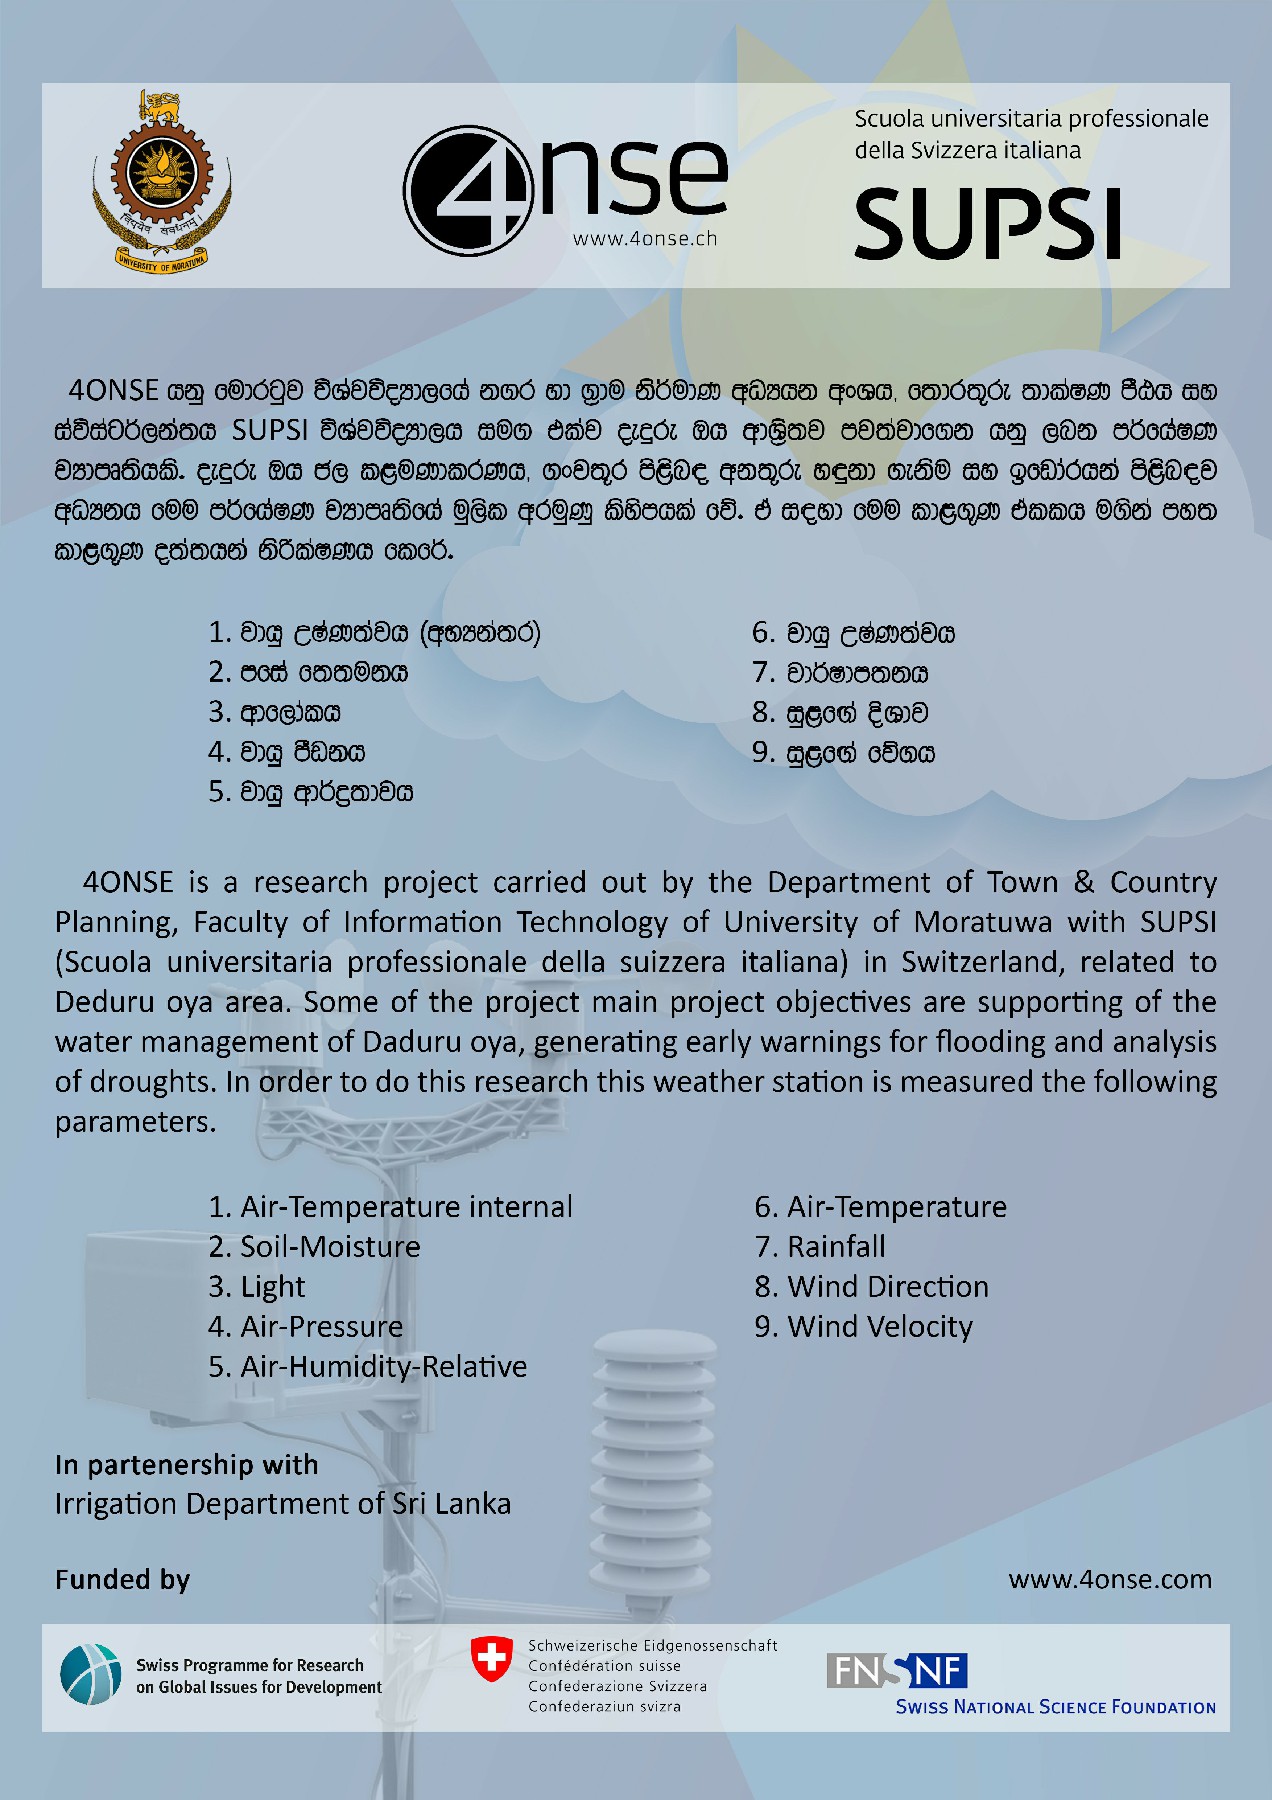 විපදෙව සංවඩනමු
UNIVERSITY OF MORATUWA
4nse
www.4onse.ch
Scuola universitaria professionale
della Svizzera italiana
SUPSI
4ONSE යනු මොරටුව විශ්වවිද්‍යාලයේ නගර හා ග්‍රාම නිර්මාණ අධ්‍යයන අංශය, තොරතුරු තාක්ෂණ පීඨය සහ
ස්විස්ටර්ලන්තය SUPSI විශ්වවිද්‍යාලය සමග එක්ව දැදුරු ඔය ආශ්‍රිතව පවත්වාගෙන යනු ලබන පර්යේෂණ
ව්‍යාපෘතියකි. දැදුරු ඔය ජල කළමණාකරණය, ගංවතුර පිළිබඳ අනතුරු හඳුනා ගැනිම සහ ඉඩෝරයන් පිළිබඳව
අධ්‍යනය මෙම පර්යේෂණ ව්‍යාපෘතියේ මුලික අරමුණු කිහිපයක් වේ. ඒ සඳහා මෙම කාළගුණ ඒකකය මගින් පහත
කාළගුණ දත්තයන් නිරීක්ෂණය කෙරේ.
1. වායු උෂ්ණත්වය (අභ්‍යන්තර)
2. පසේ තෙතමනය
3. ආලෝකය
4. වායු පීඩනය
5. වායු ආර්ද්‍රතාවය
6. වායු උෂ්ණත්වය
7. වාර්ෂාපතනය
8. සුළඟේ දිශාව
9. සුළඟේ වේගය
4ONSE is a research project carried out by the Department of Town & Country
Planning, Faculty of Information Technology of University of Moratuwa with SUPSI
(Scuola universitaria professionale della suizzera italiana) in Switzerland, related to
Deduru oya area. Some of the project main project objectives are supporting of the
water management of Daduru oya, generating early warnings for flooding and analysis
of droughts. In order to do this research this weather station is measured the following
parameters.
1. Air-Temperature internal
2. Soil-Moisture
3. Light
4. Air-Pressure
5. Air-Humidity-Relative
6. Air-Temperature
7. Rainfall
8. Wind Direction
9. Wind Velocity
In partenership with
Irrigation Department of Sri Lanka
Funded by
www.4onse.com
Swiss Programme for Research
on Global Issues for Development
Schweizerische Eidgenossenschaft
Confédération suisse
Confederazione Svizzera
Confederaziun svizra
FNSNF
SWISS NATIONAL SCIENCE FOUNDATION